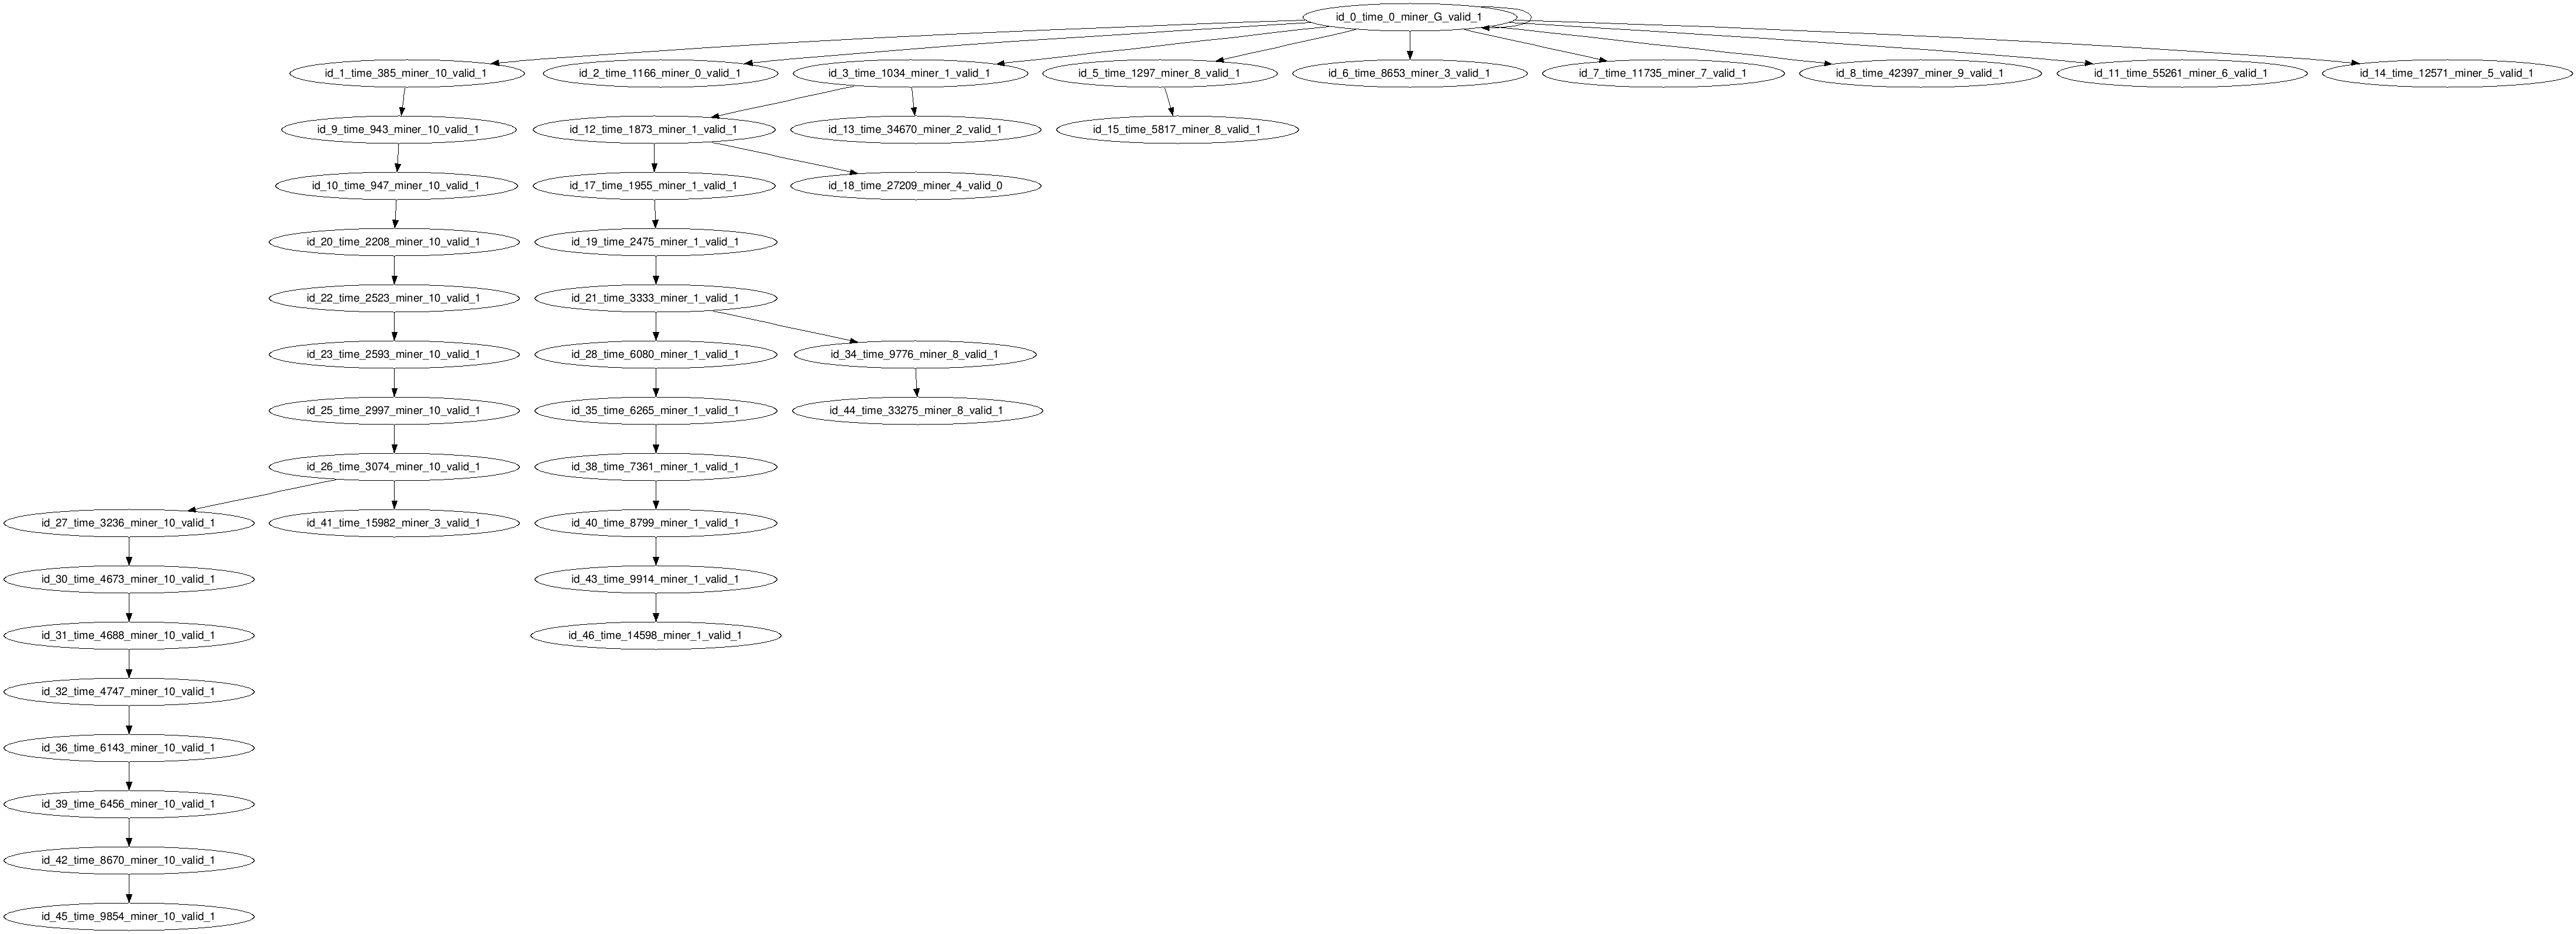 id_0_time_0_miner_G_valid_1
id_1_time_385_miner_10_valid_1
id_2_time_1166_miner_0_valid_1
id_3_time_1034_miner_1_valid_1
id_5_time_1297_miner_8_valid_1
id_6_time_8653_miner_3_valid_1
id_7_time_11735_miner_7_valid_1
id_8_time_42397_miner_9_valid_1
id_11_time_55261_miner_6_valid_1
id_14_time_12571_miner_5_valid_1
id_9_time_943_miner_10_valid_1
id_12_time_1873_miner_1_valid_1
id_13_time_34670_miner_2_valid_1
id_15_time_5817_miner_8_valid_1
id_10_time_947_miner_10_valid_1
id_17_time_1955_miner_1_valid_1
id_18_time_27209_miner_4_valid_0
id_20_time_2208_miner_10_valid_1
id_19_time_2475_miner_1_valid_1
id_22_time_2523_miner_10_valid_1
id_21_time_3333_miner_1_valid_1
id_23_time_2593_miner_10_valid_1
id_28_time_6080_miner_1_valid_1
id_34_time_9776_miner_8_valid_1
id_25_time_2997_miner_10_valid_1
id_35_time_6265_miner_1_valid_1
id_44_time_33275_miner_8_valid_1
id_26_time_3074_miner_10_valid_1
id_38_time_7361_miner_1_valid_1
id_27_time_3236_miner_10_valid_1
id_41_time_15982_miner_3_valid_1
id_40_time_8799_miner_1_valid_1
id_30_time_4673_miner_10_valid_1
id_43_time_9914_miner_1_valid_1
id_31_time_4688_miner_10_valid_1
id_46_time_14598_miner_1_valid_1
id_32_time_4747_miner_10_valid_1
id_36_time_6143_miner_10_valid_1
id_39_time_6456_miner_10_valid_1
id_42_time_8670_miner_10_valid_1
id_45_time_9854_miner_10_valid_1